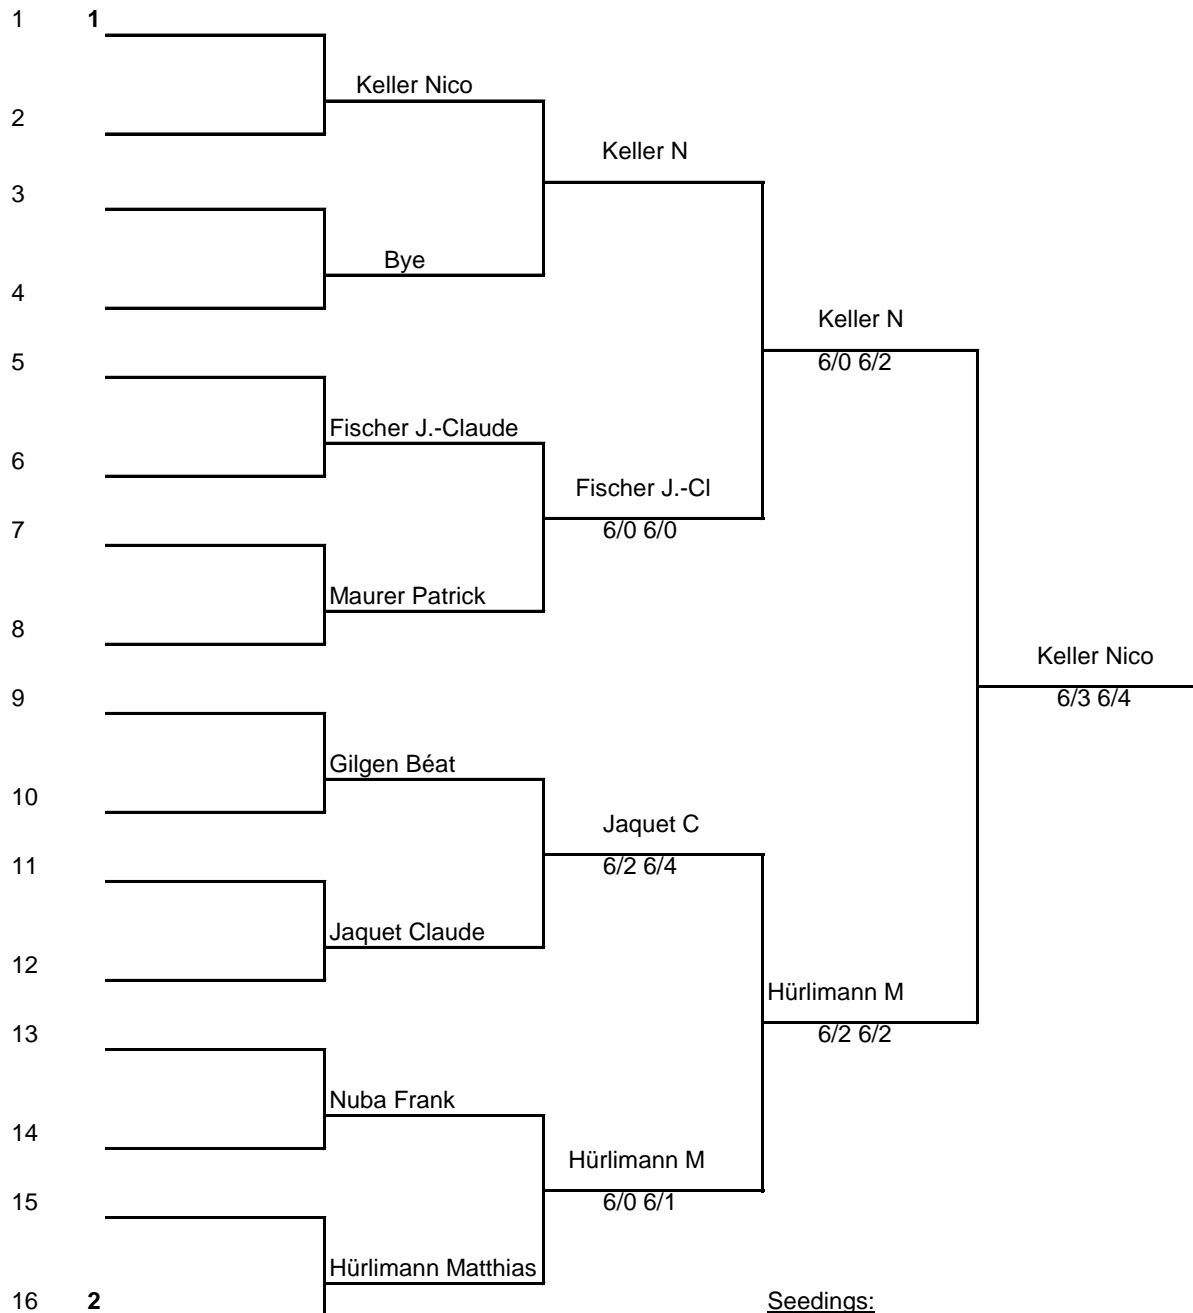 1 1
Keller Nico
2
Keller N
3
Bye
4
Keller N
5
6/0 6/2
Fischer J.-Claude
6
Fischer J.-Cl
7
6/0 6/0
Maurer Patrick
8
Keller Nico
9
6/3 6/4
Gilgen Béat
10
Jaquet C
11
6/2 6/4
Jaquet Claude
12
Hürlimann M
13
6/2 6/2
Nuba Frank
14
Hürlimann M
15
6/0 6/1
Hürlimann Matthias
16 2
Seedings: